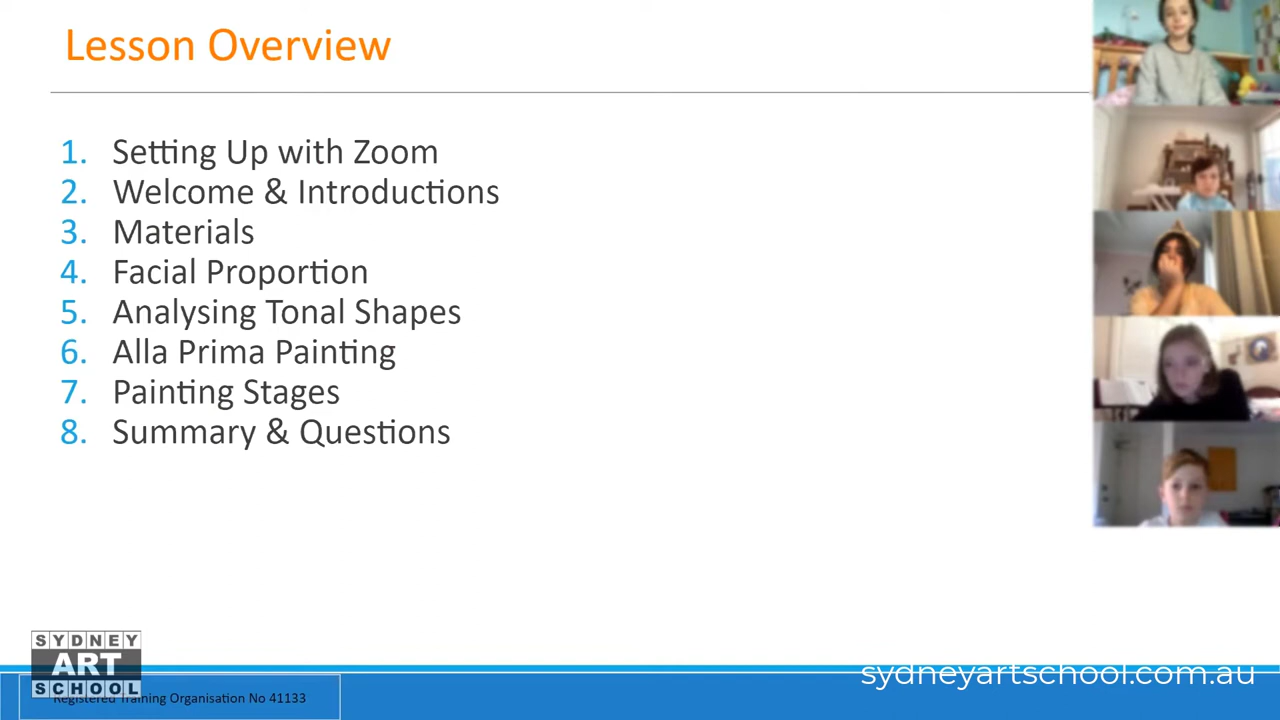 Lesson Overview
1. Setting Up with Zoom
2. Welcome & Introductions
3. Materials
4. Facial Proportion
5. Analysing Tonal Shapes
6. Alla Prima Painting
7. Painting Stages
8. Summary & Questions
SYDNEY
ART
SCHOOL
Registered Training Organisation No 41133
sydneyartschool.com.au